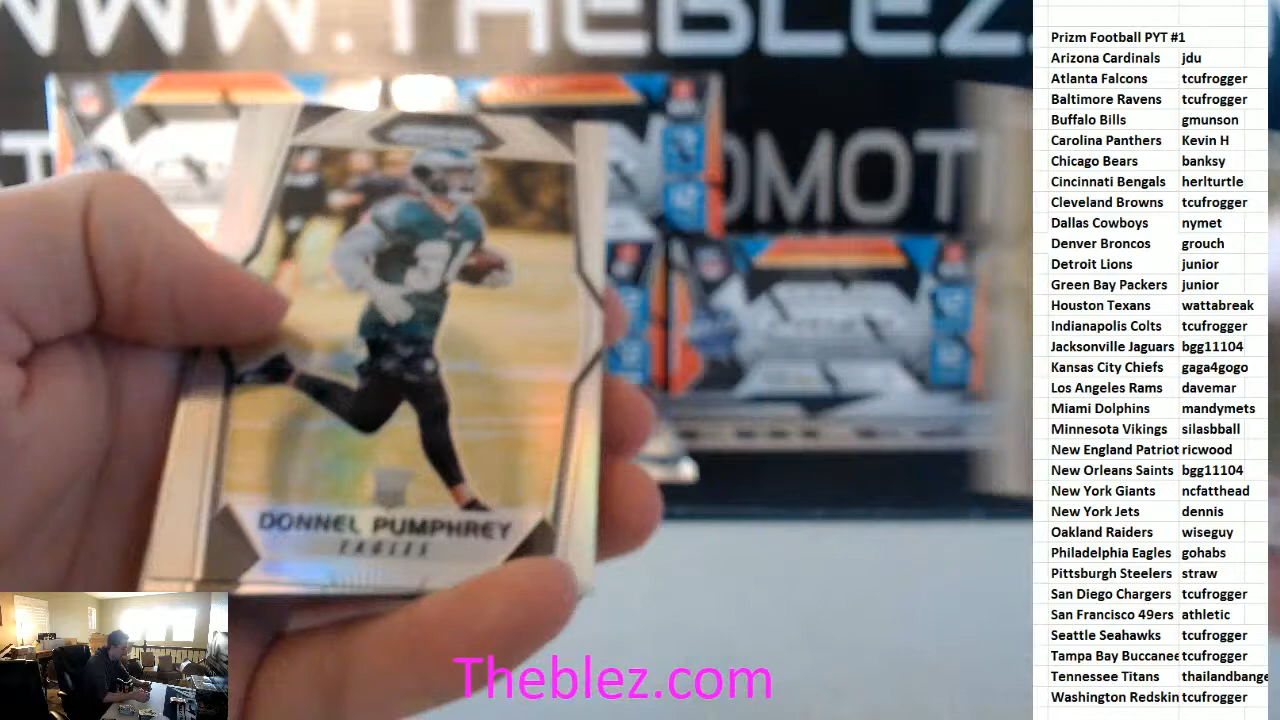 WWW.THEBLEZ.
OMOT
DONNEL PUMPHREY
EAGLES
Theblez.com
Prizm Football PYT #1
Arizona Cardinals jdu
Atlanta Falcons tcufrogger
Baltimore Ravens tcufrogger
Buffalo Bills gmunson
Carolina Panthers Kevin H
Chicago Bears banksy
Cincinnati Bengals herlturtle
Cleveland Browns tcufrogger
Dallas Cowboys nymet
Denver Broncos grouch
Detroit Lions junior
Green Bay Packers junior
Houston Texans wattabreak
Indianapolis Colts tcufrogger
Jacksonville Jaguars bgg11104
Kansas City Chiefs gaga4gogo
Los Angeles Rams davemar
Miami Dolphins mandymets
Minnesota Vikings silasbball
New England Patriot ricwood
New Orleans Saints bgg11104
New York Giants ncfatthead
New York Jets dennis
Oakland Raiders wiseguy
Philadelphia Eagles gohabs
Pittsburgh Steelers straw
San Diego Chargers tcufrogger
San Francisco 49ers athletic
Seattle Seahawks tcufrogger
Tampa Bay Buccanee tcufrogger
Tennessee Titans thailandbange
Washington Redskin tcufrogger